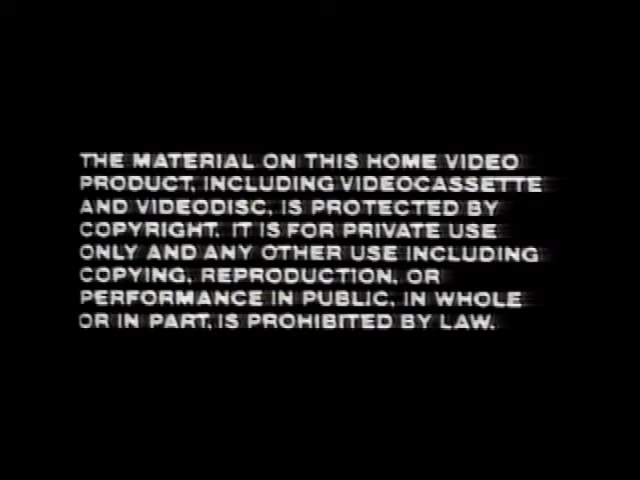 THE MATERIAL ON THIS HOME VIDEO
PRODUCT, INCLUDING VIDEOCASSETTE
AND VIDEODISC, IS PROTECTED BY
COPYRIGHT. IT IS FOR PRIVATE USE
ONLY AND ANY OTHER USE INCLUDING
COPYING, REPRODUCTION, OR
PERFORMANCE IN PUBLIC, IN WHOLE
OR IN PART, IS PROHIBITED BY LAW.